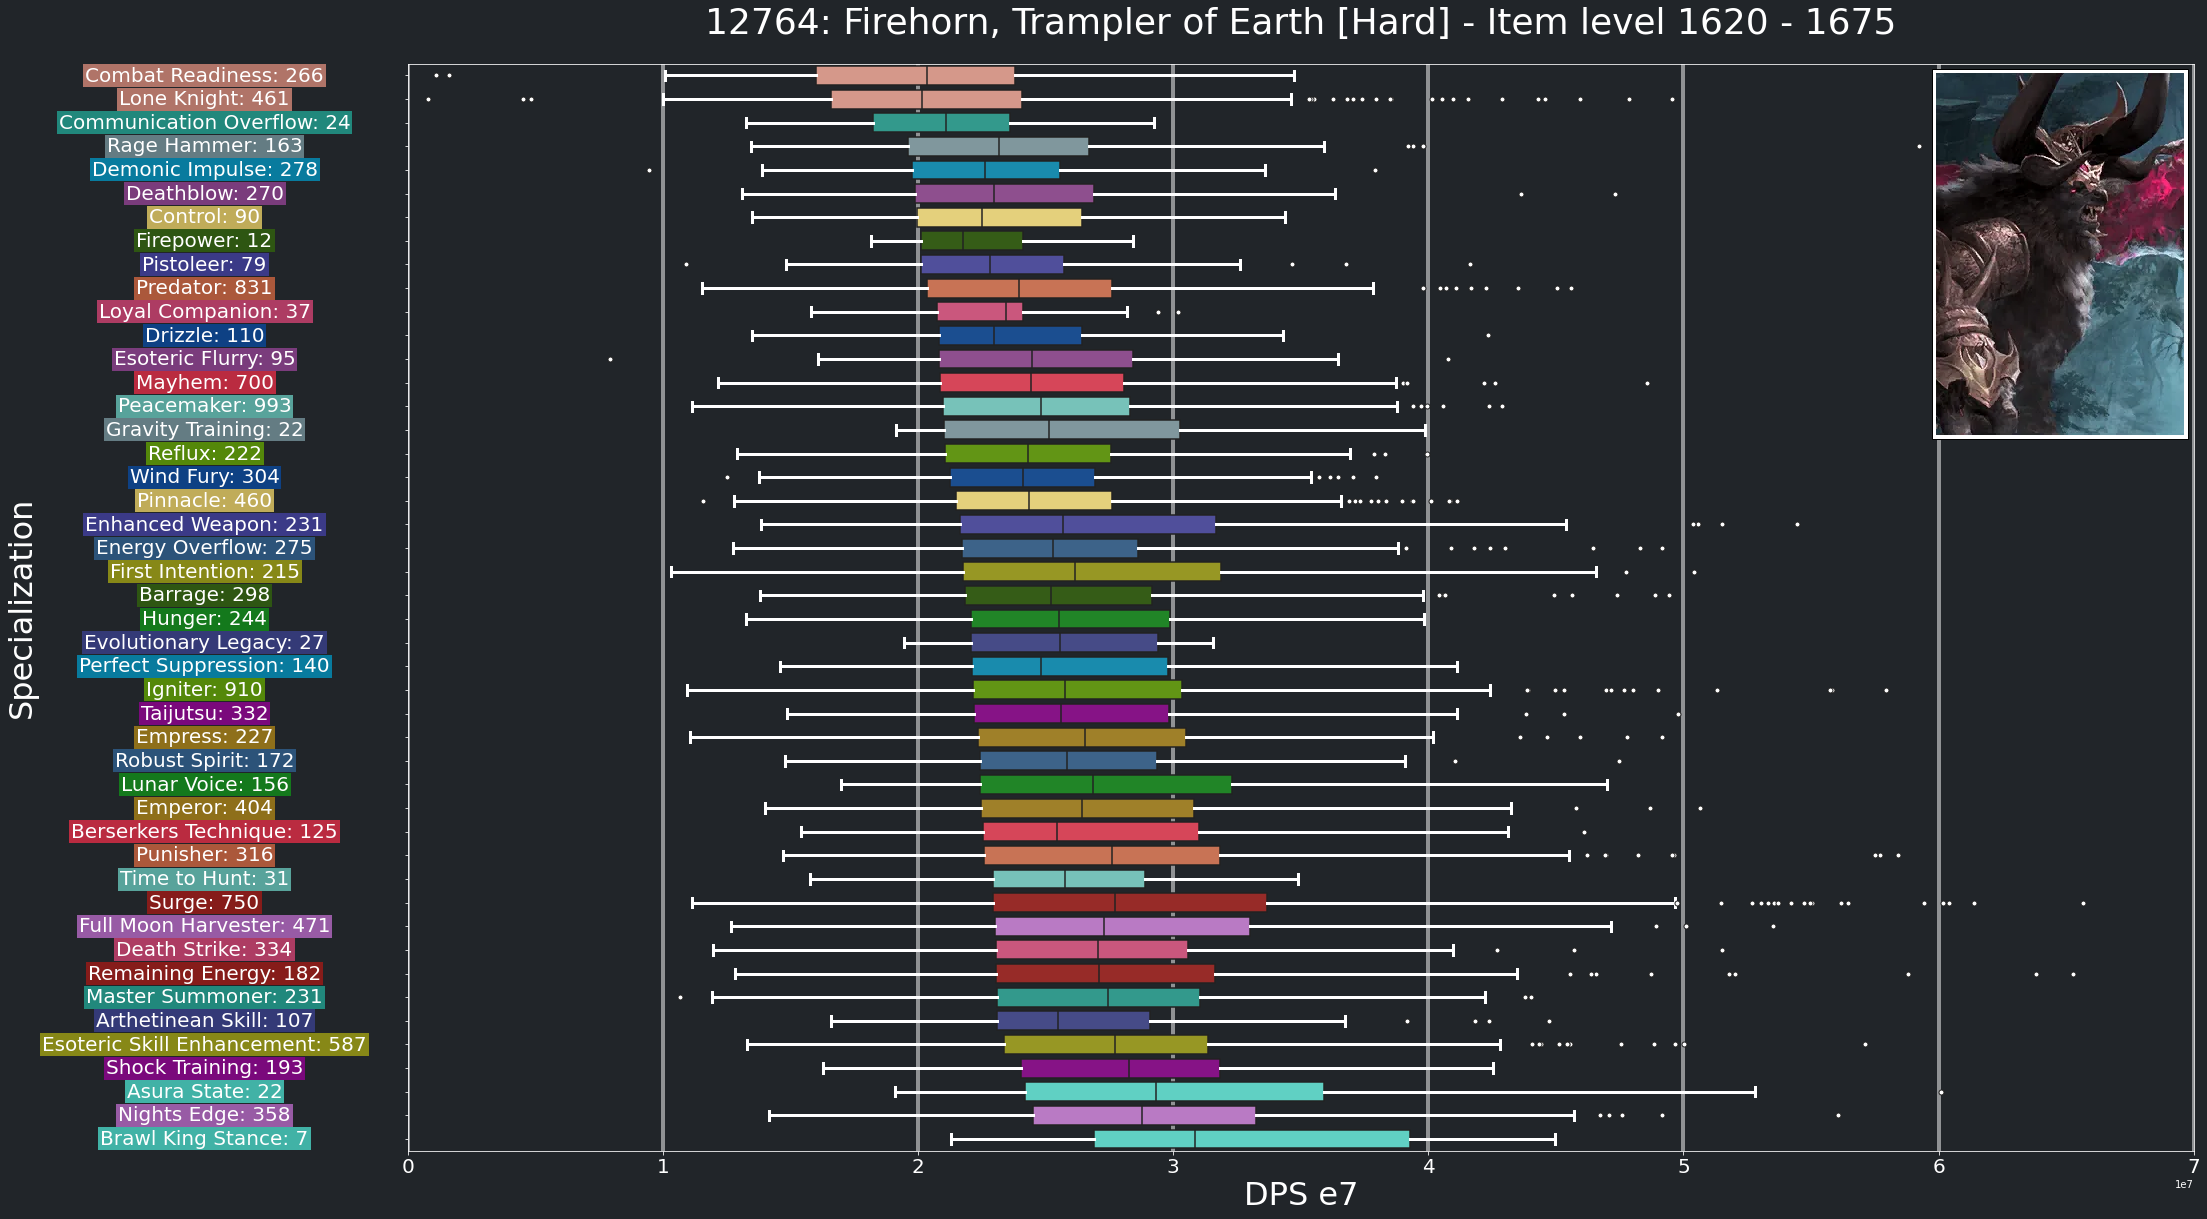 12764: Firehorn, Trampler of Earth [Hard] - Item level 1620 - 1675
Combat Readiness: 266
Lone Knight: 461
Communication Overflow: 24
Rage Hammer: 163
Demonic Impulse: 278
Deathblow: 270
Control: 90
Firepower: 12
Pistoleer: 79
Predator: 831
Loyal Companion: 37
Drizzle: 110
Esoteric Flurry: 95
Mayhem: 700
Peacemaker: 993
Gravity Training: 22
Reflux: 222
Wind Fury: 304
Pinnacle: 460
Enhanced Weapon: 231
Energy Overflow: 275
First Intention: 215
Barrage: 298
Hunger: 244
Evolutionary Legacy: 27
Perfect Suppression: 140
Igniter: 910
Taijutsu: 332
Empress: 227
Robust Spirit: 172
Lunar Voice: 156
Emperor: 404
Berserkers Technique: 125
Punisher: 316
Time to Hunt: 31
Surge: 750
Full Moon Harvester: 471
Death Strike: 334
Remaining Energy: 182
Master Summoner: 231
Arthetinean Skill: 107
Esoteric Skill Enhancement: 587
Shock Training: 193
Asura State: 22
Nights Edge: 358
Brawl King Stance: 7
Specialization
0 1 2 3 4 5 6 7
1e7
DPS e7